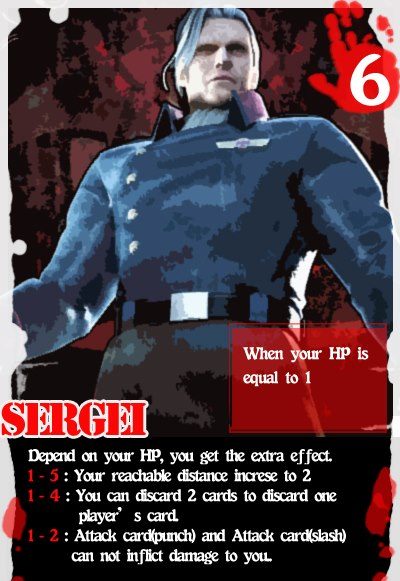 6
When your HP is
equal to 1
SERGEI
Depend on your HP, you get the extra effect.
1 - 5 : Your reachable distance increse to 2
1 - 4 : You can discard 2 cards to discard one
player’s card.
1 - 2 : Attack card(punch) and Attack card(slash)
can not inflict damage to you..